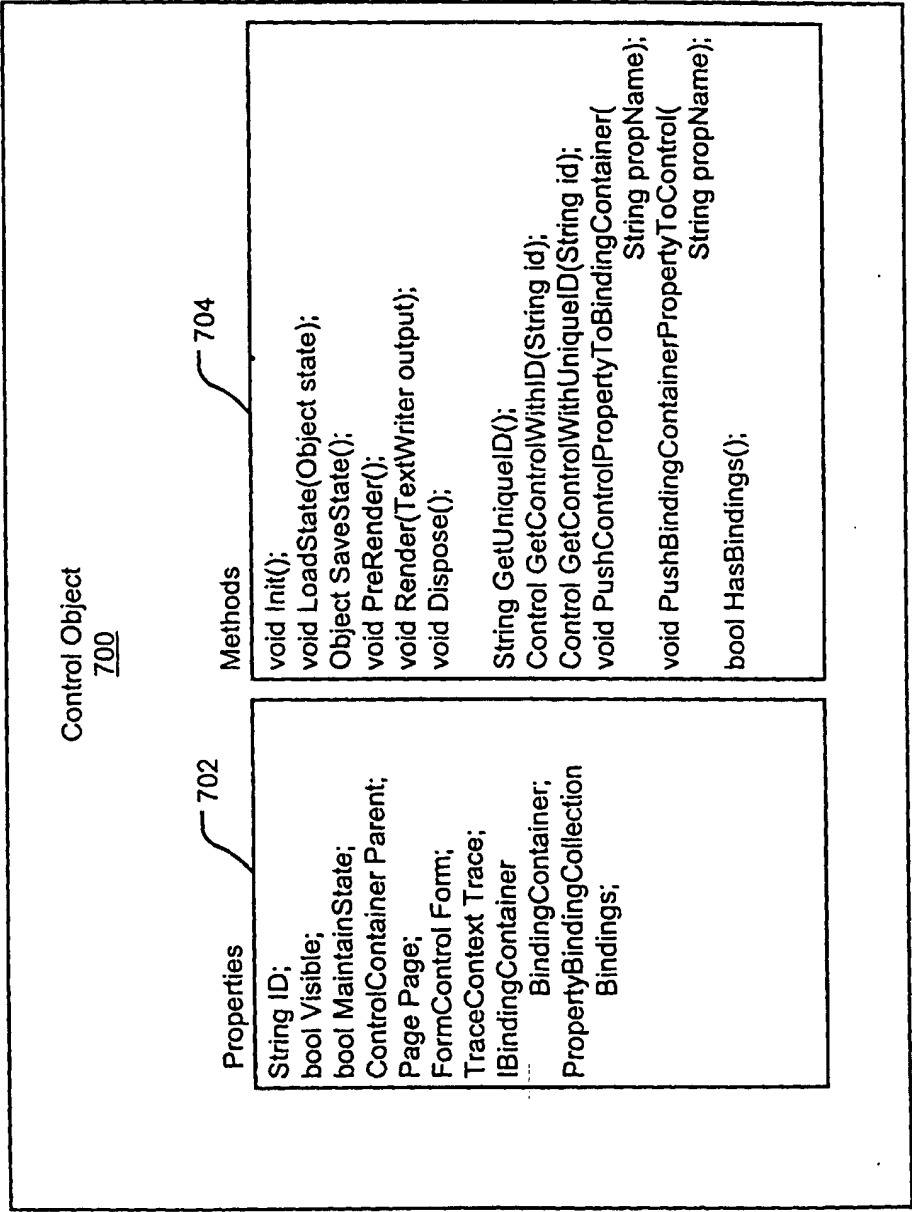 Control Object
700
Properties
702
String ID;
bool Visible;
bool MaintainState;
ControlContainer Parent;
Page Page;
FormControl Form;
TraceContext Trace;
IBindingContainer
BindingContainer;
PropertyBindingCollection
Bindings;
Methods
704
void Init();
void LoadState(Object state);
Object SaveState();
void PreRender();
void Render(TextWriter output);
void Dispose();
String GetUniqueID();
Control GetControlWithID(String id);
Control GetControlWithUniqueID(String id);
void PushControlPropertyToBindingContainer(
String propName);
void PushBindingContainerPropertyToControl(
String propName);
bool HasBindings();